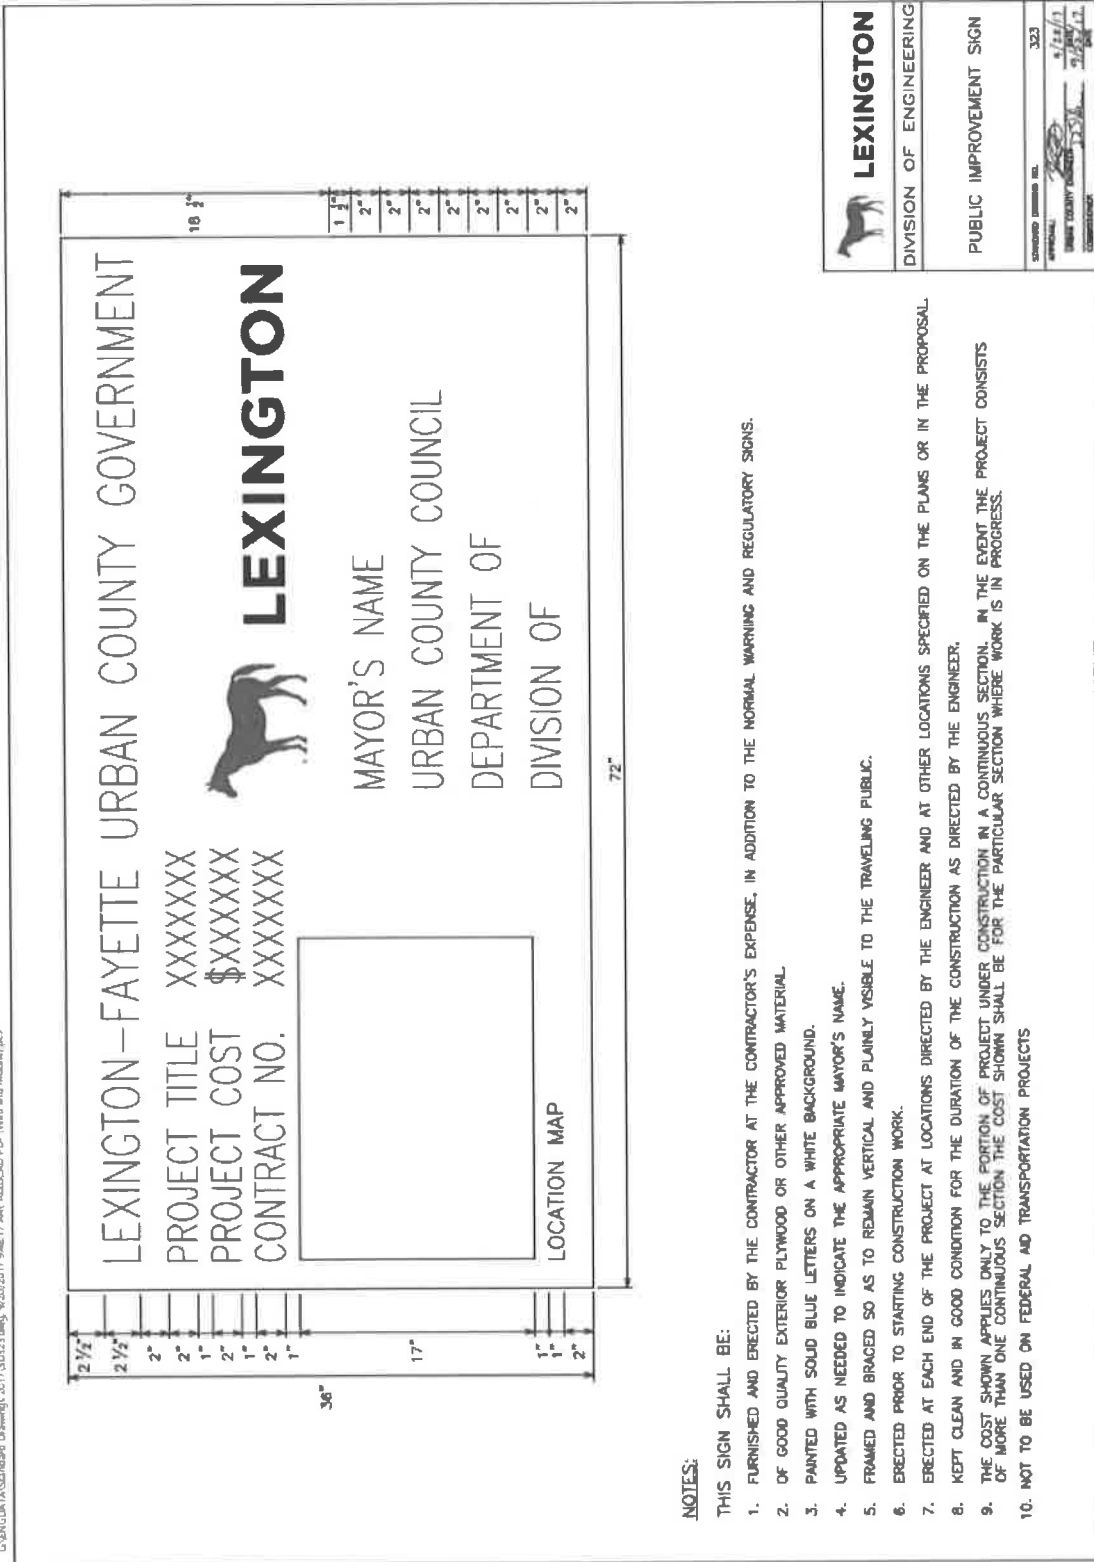 LEXINGTON-FAYETTE URBAN COUNTY GOVERNMENT
PROJECT TITLE XXXXXXX
PROJECT COST $XXXXXX
CONTRACT NO. XXXXXXX
LEXINGTON
MAYOR'S NAME
URBAN COUNTY COUNCIL
DEPARTMENT OF
DIVISION OF
LOCATION MAP
2 ½"
2 ½"
2"
2"
1"
2"
1"
2"
1"
17"
1"
1"
2"
36"
18 ½"
1 ½"
2"
2"
2"
2"
2"
2"
2"
2"
72"
NOTES:
THIS SIGN SHALL BE:
1. FURNISHED AND ERECTED BY THE CONTRACTOR AT THE CONTRACTOR'S EXPENSE, IN ADDITION TO THE NORMAL WARNING AND REGULATORY SIGNS.
2. OF GOOD QUALITY EXTERIOR PLYWOOD OR OTHER APPROVED MATERIAL.
3. PAINTED WITH SOLID BLUE LETTERS ON A WHITE BACKGROUND.
4. UPDATED AS NEEDED TO INDICATE THE APPROPRIATE MAYOR'S NAME.
5. FRAMED AND BRACED SO AS TO REMAIN VERTICAL AND PLAINLY VISIBLE TO THE TRAVELING PUBLIC.
6. ERECTED PRIOR TO STARTING CONSTRUCTION WORK.
7. ERECTED AT EACH END OF THE PROJECT AT LOCATIONS DIRECTED BY THE ENGINEER AND AT OTHER LOCATIONS SPECIFIED ON THE PLANS OR IN THE PROPOSAL.
8. KEPT CLEAN AND IN GOOD CONDITION FOR THE DURATION OF THE CONSTRUCTION AS DIRECTED BY THE ENGINEER.
9. THE COST SHOWN APPLIES ONLY TO THE PORTION OF PROJECT UNDER CONSTRUCTION IN A CONTINUOUS SECTION. IN THE EVENT THE PROJECT CONSISTS
OF MORE THAN ONE CONTINUOUS SECTION THE COST SHOWN SHALL BE FOR THE PARTICULAR SECTION WHERE WORK IS IN PROGRESS.
10. NOT TO BE USED ON FEDERAL AID TRANSPORTATION PROJECTS
LEXINGTON
DIVISION OF ENGINEERING
PUBLIC IMPROVEMENT SIGN
STANDARD DRAWING NO. 323
APPROVAL:
URBAN COUNTY ENGINEER DATE
COMMISSIONER DATE